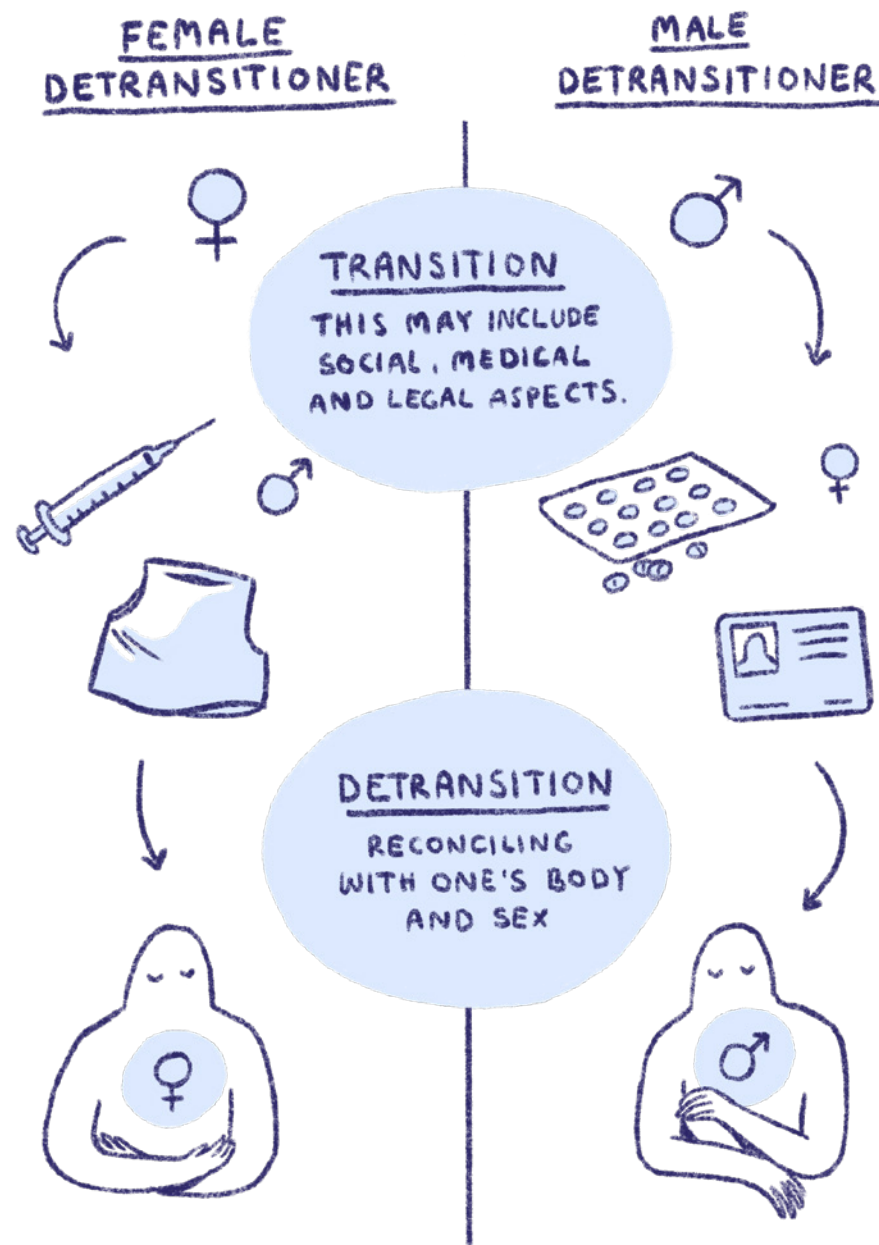 FEMALE
DETRANSITIONER
MALE
DETRANSITIONER
TRANSITION
THIS MAY INCLUDE
SOCIAL, MEDICAL
AND LEGAL ASPECTS.
DETRANSITION
RECONCILING
WITH ONE'S BODY
AND SEX